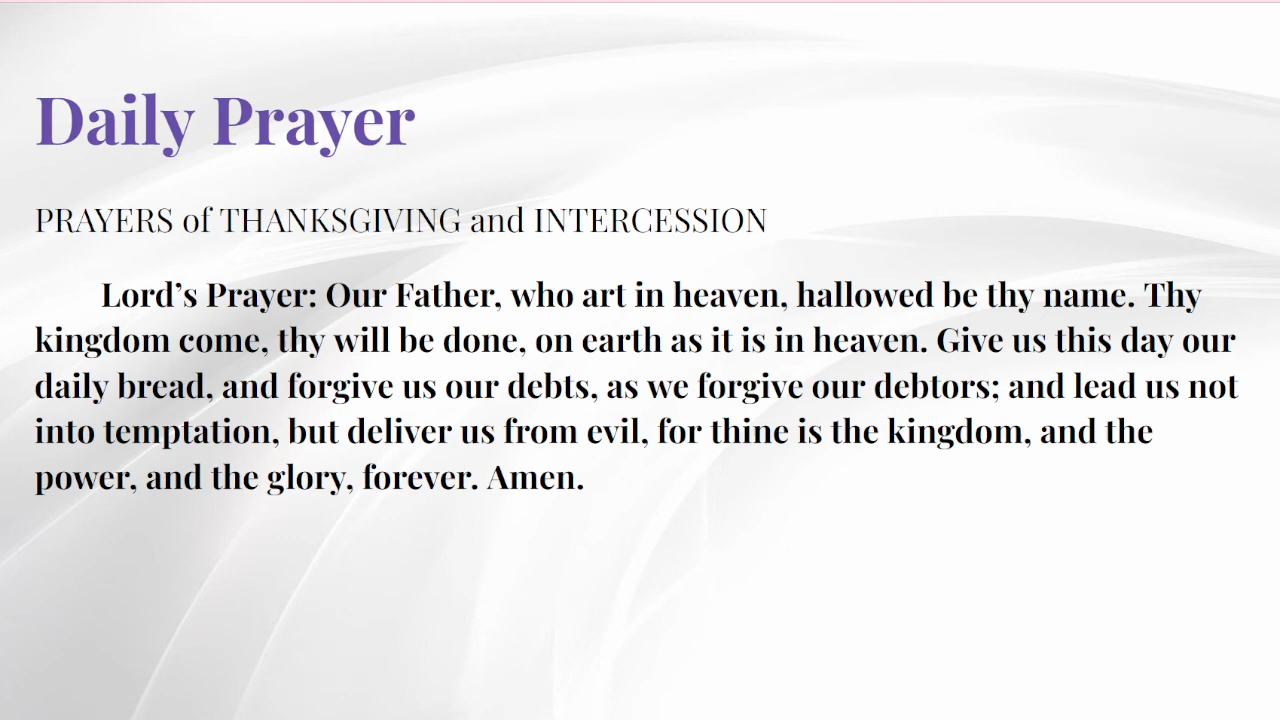 Daily Prayer
PRAYERS of THANKSGIVING and INTERCESSION
Lord’s Prayer: Our Father, who art in heaven, hallowed be thy name. Thy
kingdom come, thy will be done, on earth as it is in heaven. Give us this day our
daily bread, and forgive us our debts, as we forgive our debtors; and lead us not
into temptation, but deliver us from evil, for thine is the kingdom, and the
power, and the glory, forever. Amen.